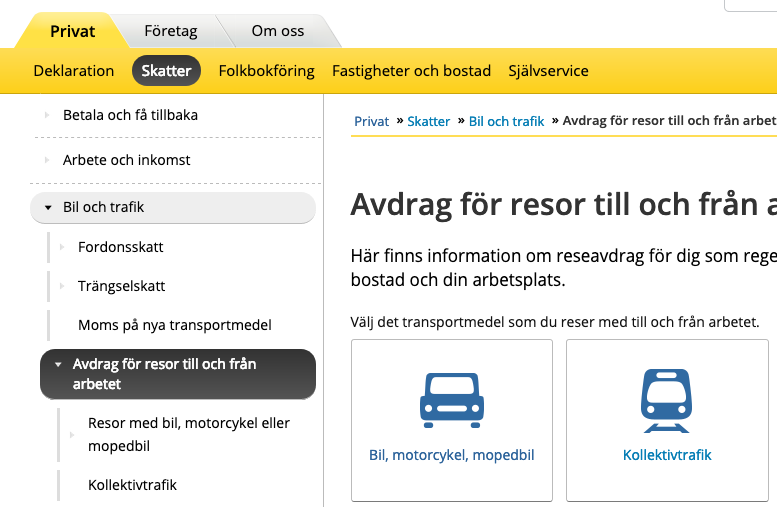 Privat
Företag
Om oss
Deklaration
Skatter
Folkbokföring
Fastigheter och bostad
Självservice
Betala och få tillbaka
Arbete och inkomst
Bil och trafik
Fordonsskatt
Trängselskatt
Moms på nya transportmedel
Avdrag för resor till och från
arbetet
Resor med bil, motorcykel eller
mopedbil
Kollektivtrafik
Privat » Skatter » Bil och trafik » Avdrag för resor till och från arbet
Avdrag för resor till och från a
Här finns information om reseavdrag för dig som rege
bostad och din arbetsplats.
Välj det transportmedel som du reser med till och från arbetet.
Bil, motorcykel, mopedbil
Kollektivtrafik